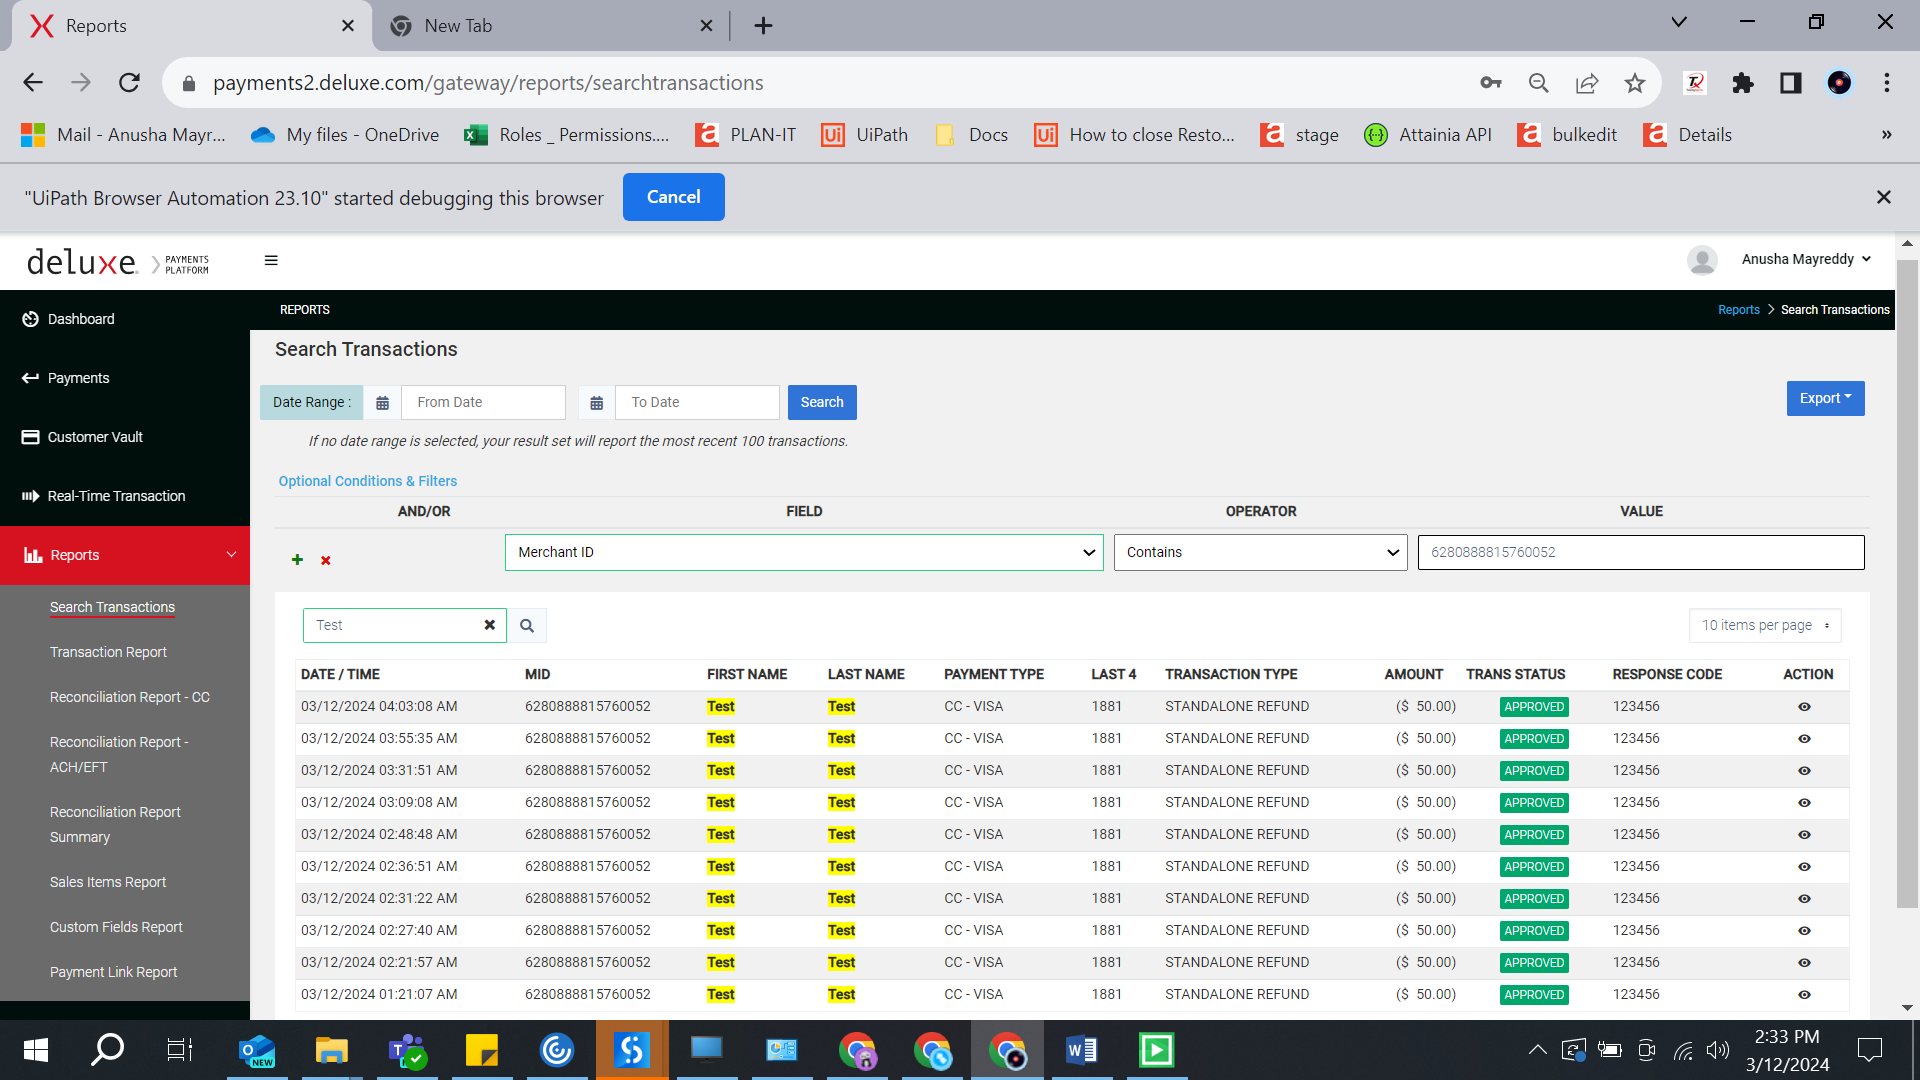 Reports
New Tab
payments2.deluxe.com/gateway/reports/searchtransactions
Mail - Anusha Mayr...
My files - OneDrive
Roles _ Permissions....
PLAN-IT
UiPath
Docs
How to close Resto...
stage
Attainia API
bulkedit
Details
»
"UiPath Browser Automation 23.10" started debugging this browser
Cancel
deluxe. PAYMENTS PLATFORM
Anusha Mayreddy
Dashboard
Payments
Customer Vault
Real-Time Transaction
Reports
Search Transactions
Transaction Report
Reconciliation Report - CC
Reconciliation Report -
ACH/EFT
Reconciliation Report
Summary
Sales Items Report
Custom Fields Report
Payment Link Report
REPORTS
Reports > Search Transactions
Search Transactions
Date Range : From Date To Date Search
Export
If no date range is selected, your result set will report the most recent 100 transactions.
Optional Conditions & Filters
AND/OR FIELD OPERATOR VALUE
Merchant ID Contains 6280888815760052
Test
10 items per page
DATE / TIME MID FIRST NAME LAST NAME PAYMENT TYPE LAST 4 TRANSACTION TYPE AMOUNT TRANS STATUS RESPONSE CODE ACTION
03/12/2024 04:03:08 AM 6280888815760052 Test Test CC - VISA 1881 STANDALONE REFUND ($ 50.00) APPROVED 123456
03/12/2024 03:55:35 AM 6280888815760052 Test Test CC - VISA 1881 STANDALONE REFUND ($ 50.00) APPROVED 123456
03/12/2024 03:31:51 AM 6280888815760052 Test Test CC - VISA 1881 STANDALONE REFUND ($ 50.00) APPROVED 123456
03/12/2024 03:09:08 AM 6280888815760052 Test Test CC - VISA 1881 STANDALONE REFUND ($ 50.00) APPROVED 123456
03/12/2024 02:48:48 AM 6280888815760052 Test Test CC - VISA 1881 STANDALONE REFUND ($ 50.00) APPROVED 123456
03/12/2024 02:36:51 AM 6280888815760052 Test Test CC - VISA 1881 STANDALONE REFUND ($ 50.00) APPROVED 123456
03/12/2024 02:31:22 AM 6280888815760052 Test Test CC - VISA 1881 STANDALONE REFUND ($ 50.00) APPROVED 123456
03/12/2024 02:27:40 AM 6280888815760052 Test Test CC - VISA 1881 STANDALONE REFUND ($ 50.00) APPROVED 123456
03/12/2024 02:21:57 AM 6280888815760052 Test Test CC - VISA 1881 STANDALONE REFUND ($ 50.00) APPROVED 123456
03/12/2024 01:21:07 AM 6280888815760052 Test Test CC - VISA 1881 STANDALONE REFUND ($ 50.00) APPROVED 123456
2:33 PM
3/12/2024